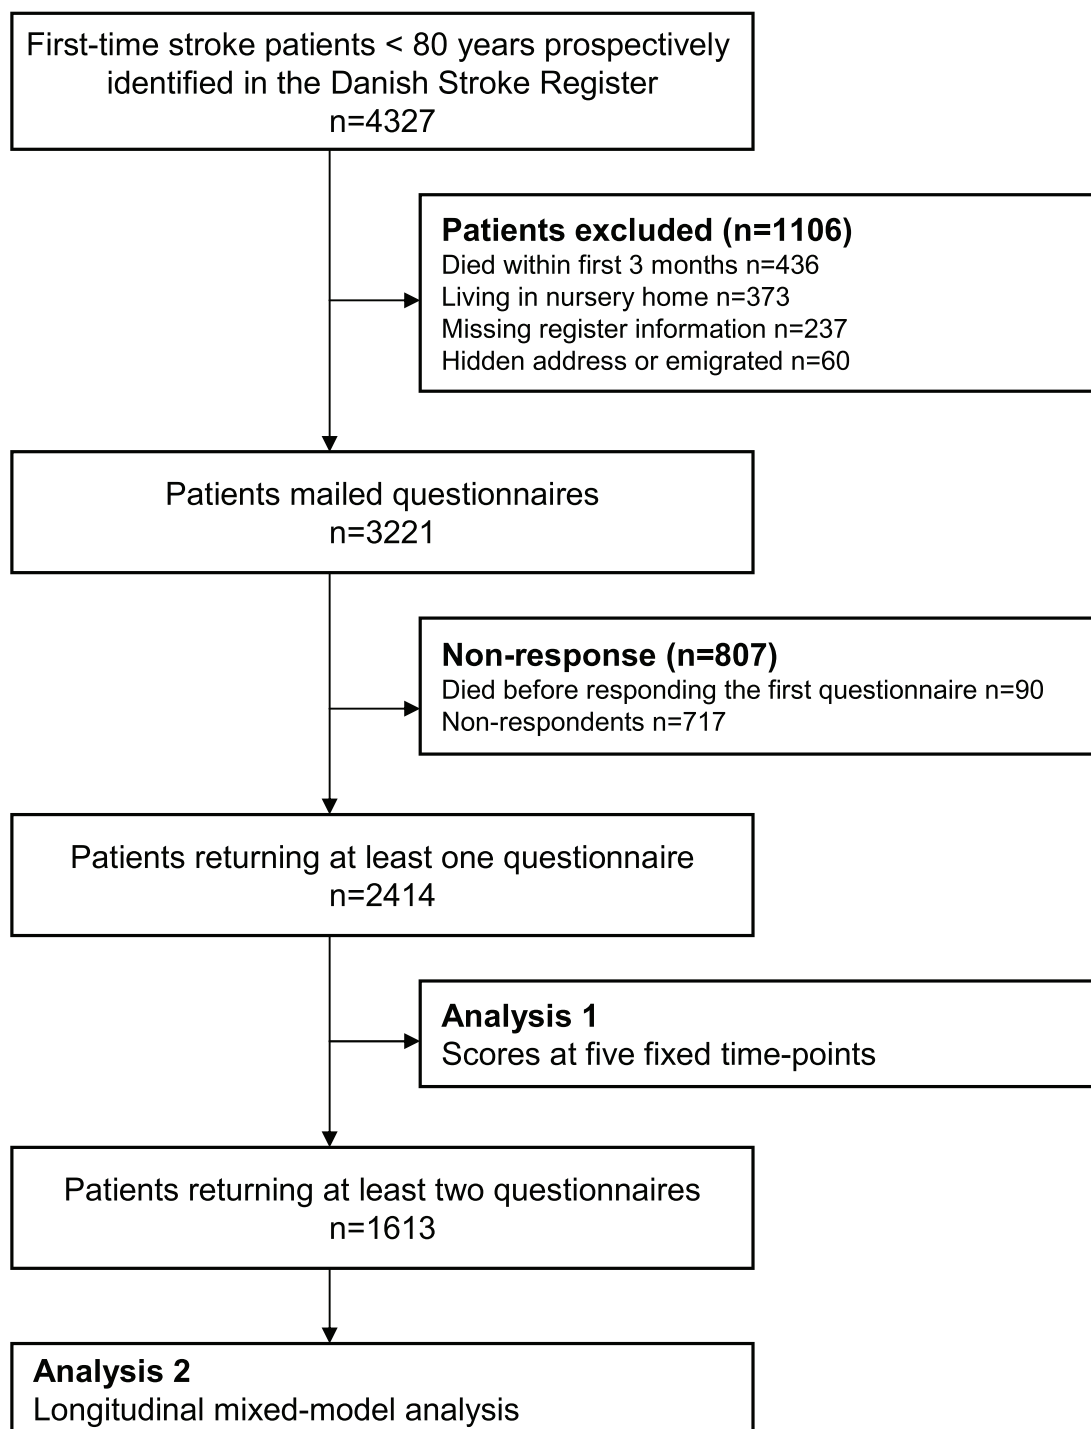 First-time stroke patients < 80 years prospectively
identified in the Danish Stroke Register
n=4327
Patients excluded (n=1106)
Died within first 3 months n=436
Living in nursery home n=373
Missing register information n=237
Hidden address or emigrated n=60
Patients mailed questionnaires
n=3221
Non-response (n=807)
Died before responding the first questionnaire n=90
Non-respondents n=717
Patients returning at least one questionnaire
n=2414
Analysis 1
Scores at five fixed time-points
Patients returning at least two questionnaires
n=1613
Analysis 2
Longitudinal mixed-model analysis